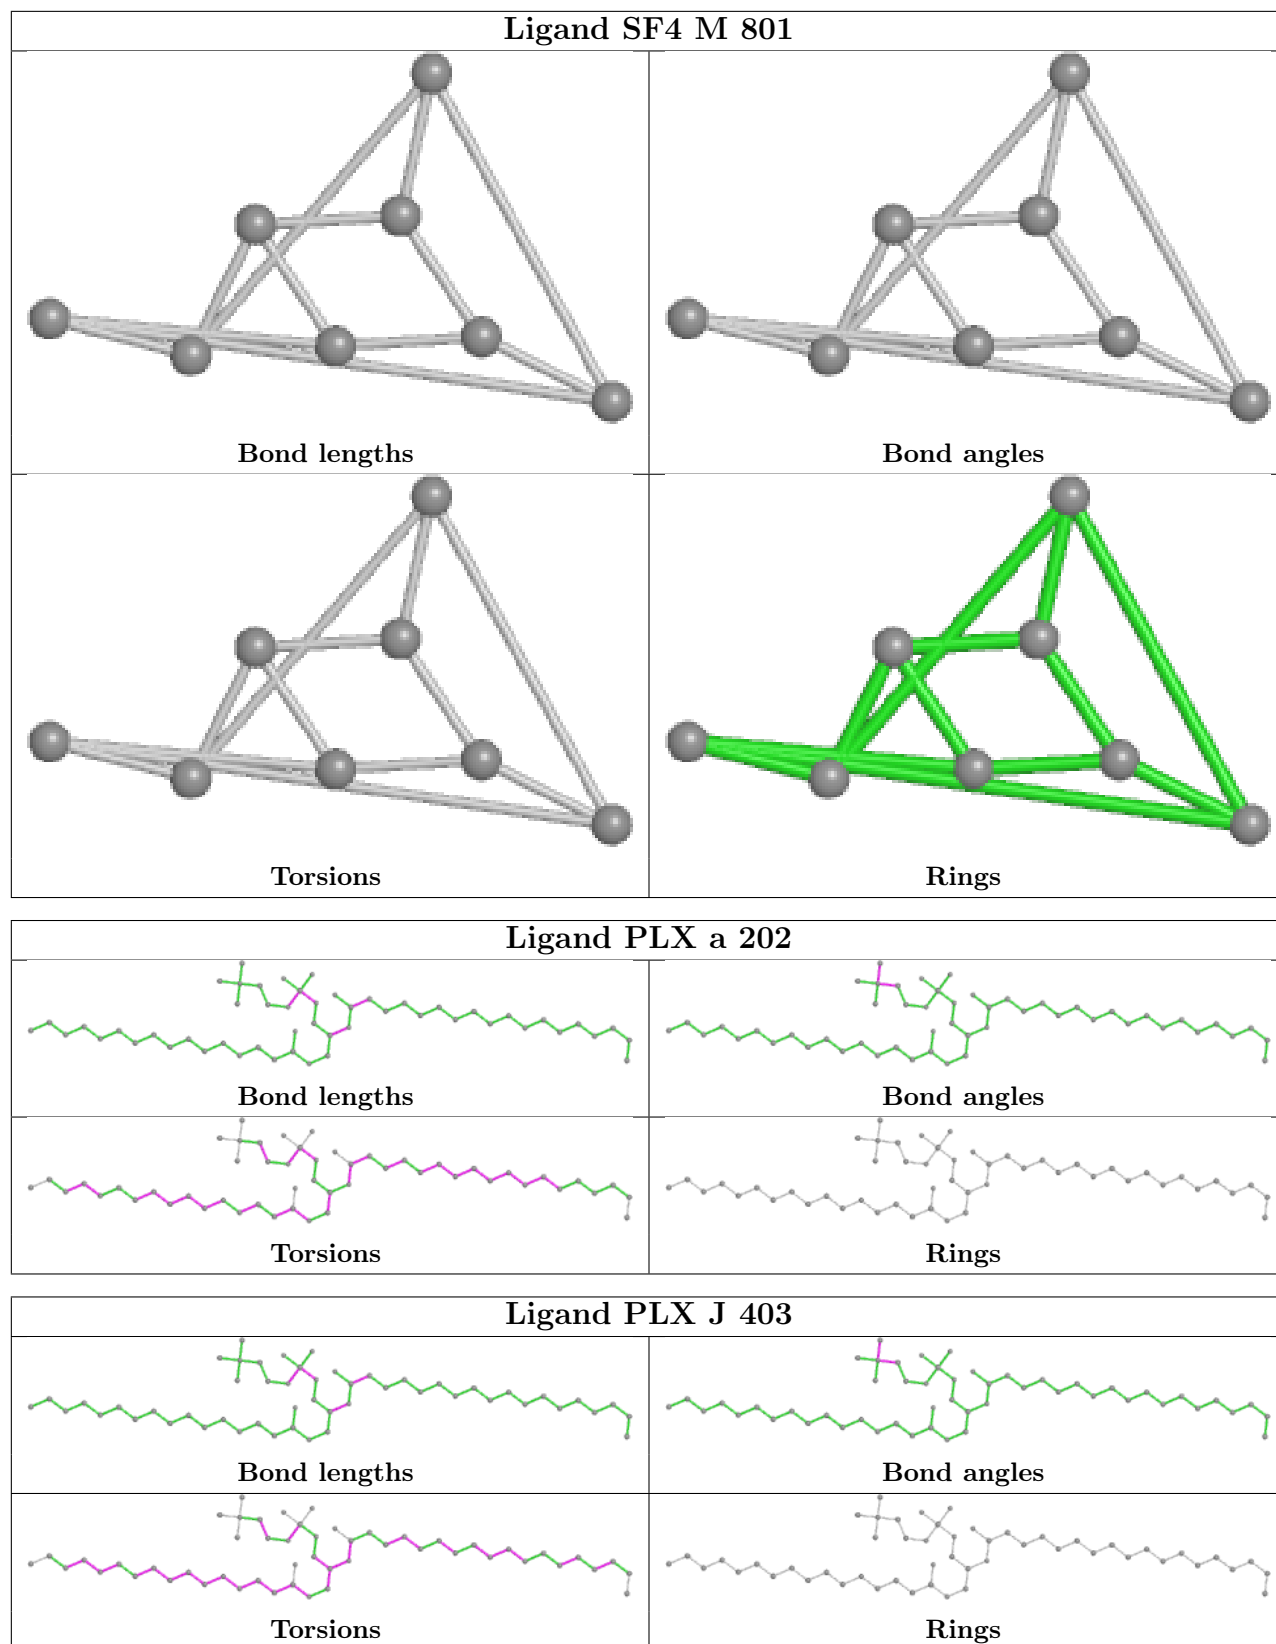 Ligand SF4 M 801
Bond lengths
Bond angles
Torsions
Rings
Ligand PLX a 202
Bond lengths
Bond angles
Torsions
Rings
Ligand PLX J 403
Bond lengths
Bond angles
Torsions
Rings